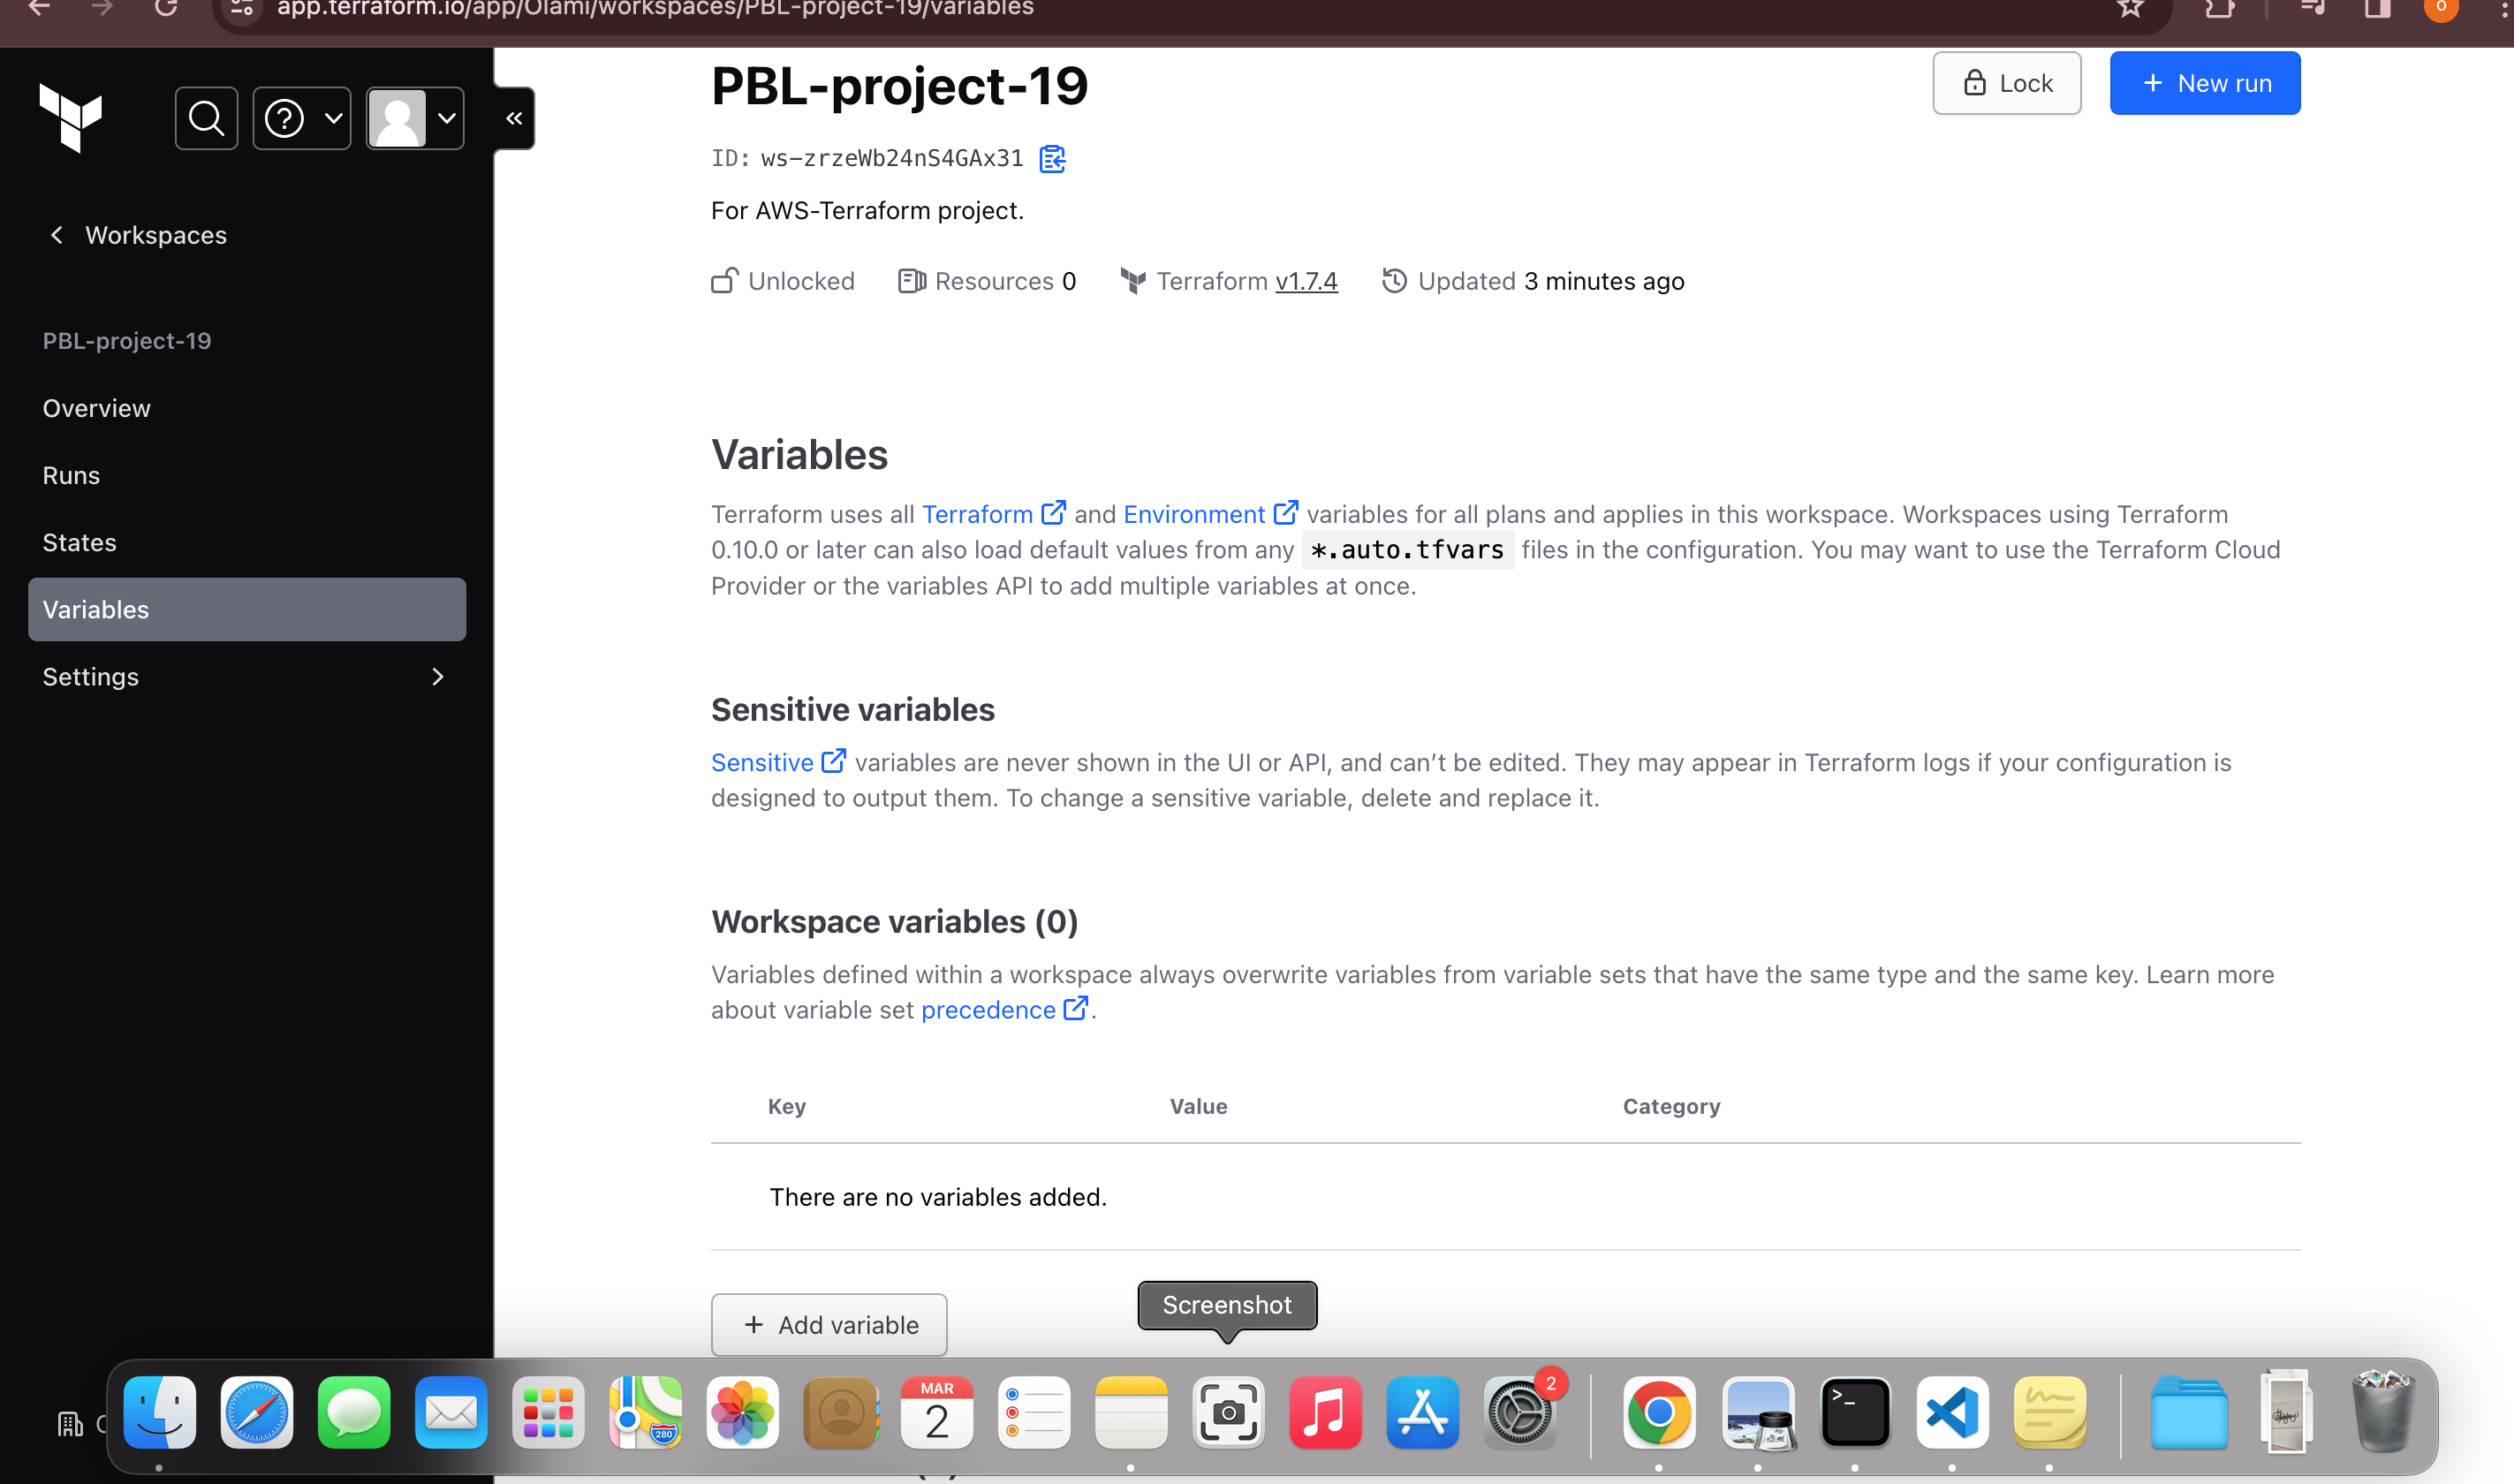 app.terraform.io/app/Olami/workspaces/PBL-project-19/variables
o
PBL-project-19
Lock
+ New run
ID: ws-zrzeWb24nS4GAx31
For AWS-Terraform project.
Unlocked
Resources 0
Terraform v1.7.4
Updated 3 minutes ago
?
«
Workspaces
PBL-project-19
Overview
Runs
States
Variables
Settings
Variables
Terraform uses all Terraform and Environment variables for all plans and applies in this workspace. Workspaces using Terraform
0.10.0 or later can also load default values from any *.auto.tfvars files in the configuration. You may want to use the Terraform Cloud
Provider or the variables API to add multiple variables at once.
Sensitive variables
Sensitive variables are never shown in the UI or API, and can’t be edited. They may appear in Terraform logs if your configuration is
designed to output them. To change a sensitive variable, delete and replace it.
Workspace variables (0)
Variables defined within a workspace always overwrite variables from variable sets that have the same type and the same key. Learn more
about variable set precedence.
Key Value Category
There are no variables added.
+ Add variable
Screenshot
280
MAR
2
2
>_